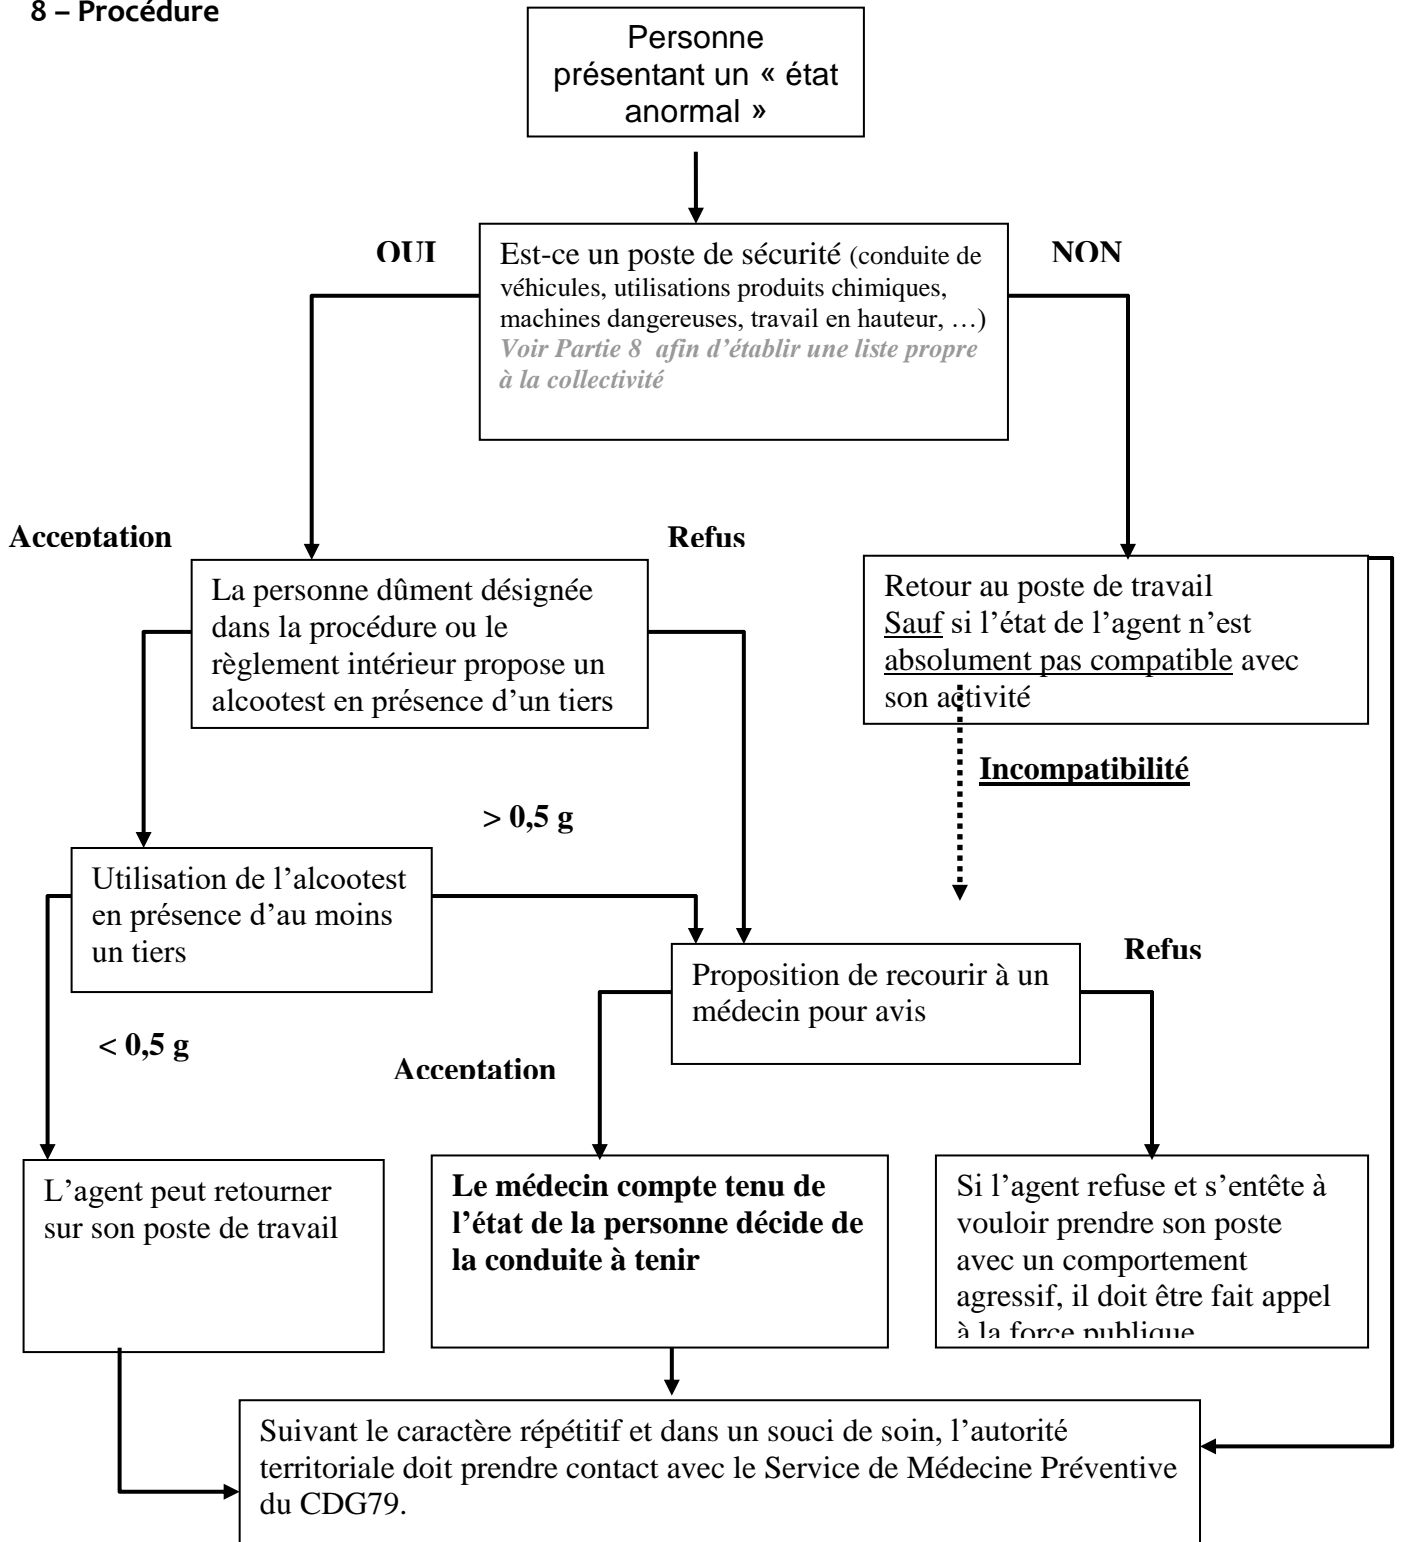 8 – Procédure
Personne
présentant un « état
anormal »
OUI
Est-ce un poste de sécurité (conduite de
véhicules, utilisations produits chimiques,
machines dangereuses, travail en hauteur, …)
Voir Partie 8 afin d’établir une liste propre
à la collectivité
NON
Acceptation
Refus
La personne dûment désignée
dans la procédure ou le
règlement intérieur propose un
alcootest en présence d’un tiers
Retour au poste de travail
Sauf si l’état de l’agent n’est
absolument pas compatible avec
son activité
Incompatibilité
> 0,5 g
Utilisation de l’alcootest
en présence d’au moins
un tiers
Refus
Proposition de recourir à un
médecin pour avis
< 0,5 g
Acceptation
L’agent peut retourner
sur son poste de travail
Le médecin compte tenu de
l’état de la personne décide de
la conduite à tenir
Si l’agent refuse et s’entête à
vouloir prendre son poste
avec un comportement
agressif, il doit être fait appel
à la force publique
Suivant le caractère répétitif et dans un souci de soin, l’autorité
territoriale doit prendre contact avec le Service de Médecine Préventive
du CDG79.